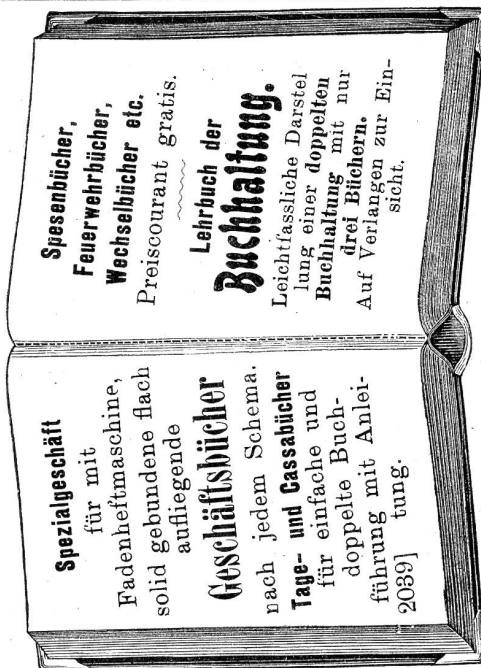 Spezialgeschäft
für mit
Fadenheftmaschine,
solid gebundene flach
aufliegende
Geschäftsbücher
nach jedem Schema.
Tage- und Cassabücher
für einfache und
doppelte Buch-
führung mit Anlei-
2039] tung.
Spesenbücher,
Feuerwehrbücher,
Wechselbücher etc.
Preiscourant gratis.
Lehrbuch der
Buchhaltung.
Leichtfassliche Darstel
lung einer doppelten
Buchhaltung mit nur
drei Büchern.
Auf Verlangen zur Ein-
sicht.